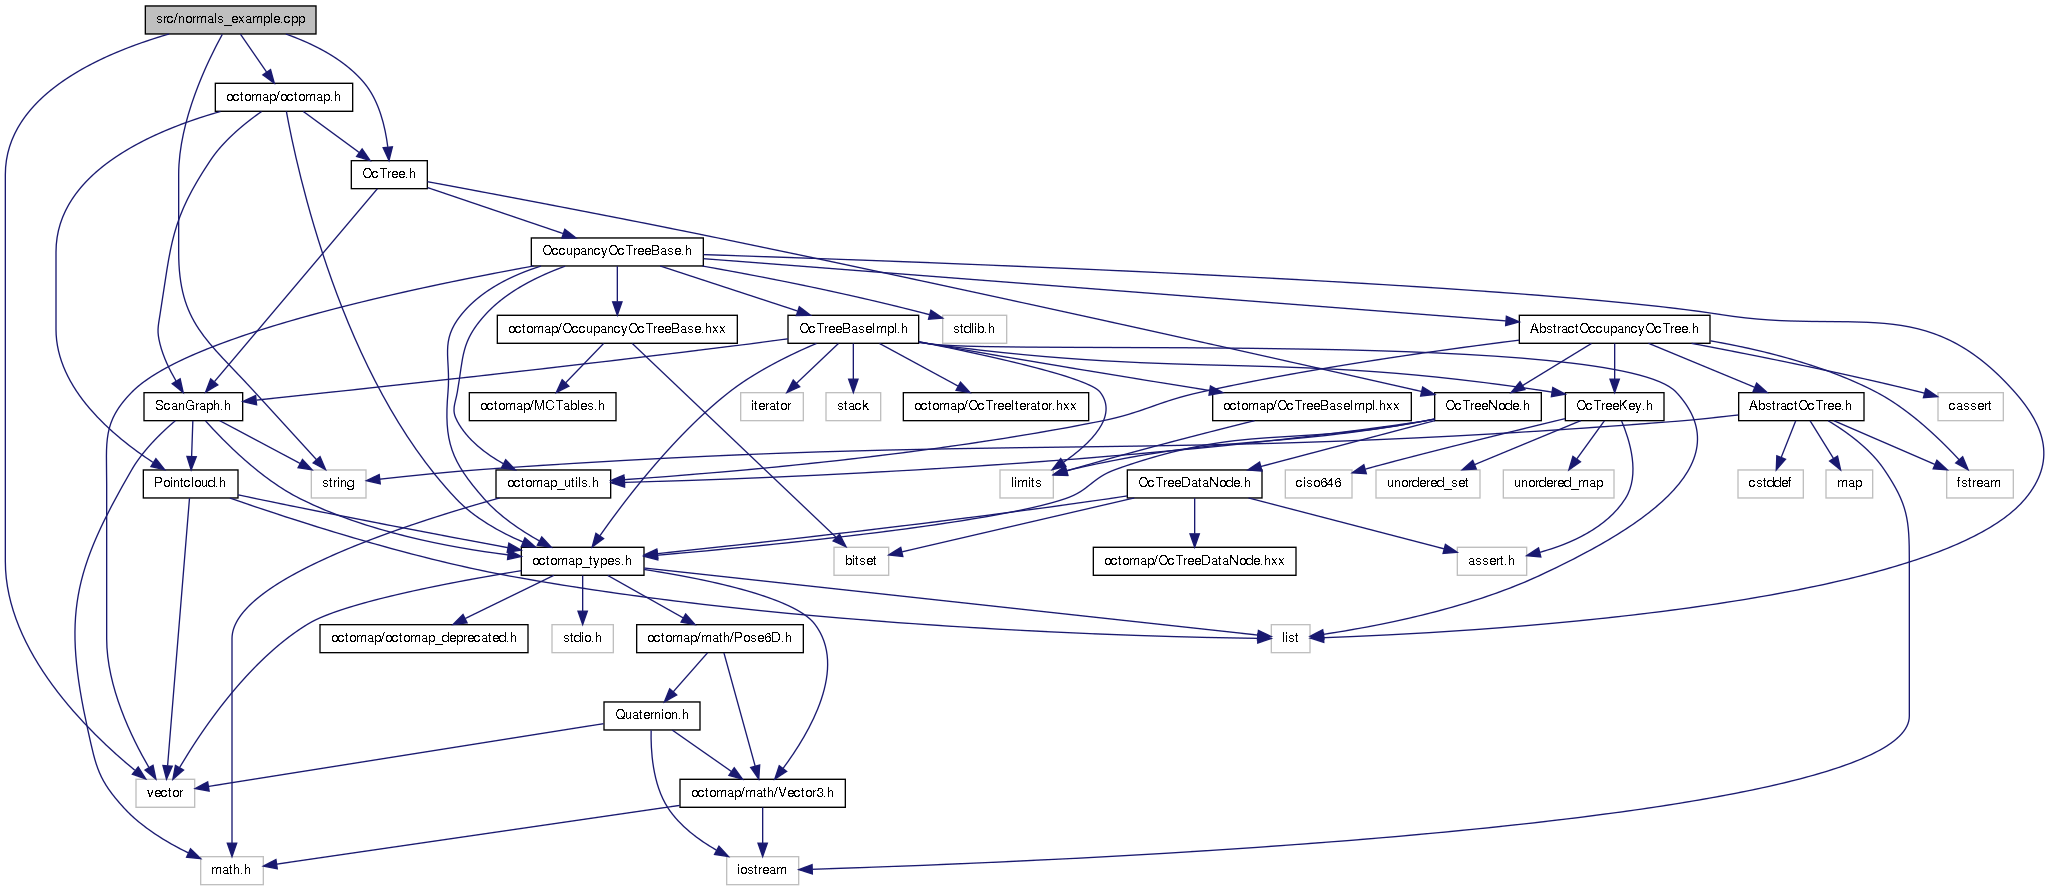 src/normals_example.cpp
octomap/octomap.h
OcTree.h
OccupancyOcTreeBase.h
octomap/OccupancyOcTreeBase.hxx
OcTreeBaseImpl.h
stdlib.h
AbstractOccupancyOcTree.h
ScanGraph.h
octomap/MCTables.h
iterator
stack
octomap/OcTreeIterator.hxx
octomap/OcTreeBaseImpl.hxx
OcTreeNode.h
OcTreeKey.h
AbstractOcTree.h
cassert
Pointcloud.h
string
octomap_utils.h
limits
OcTreeDataNode.h
ciso646
unordered_set
unordered_map
cstddef
map
fstream
octomap_types.h
bitset
octomap/OcTreeDataNode.hxx
assert.h
octomap/octomap_deprecated.h
stdio.h
octomap/math/Pose6D.h
list
Quaternion.h
vector
octomap/math/Vector3.h
math.h
iostream